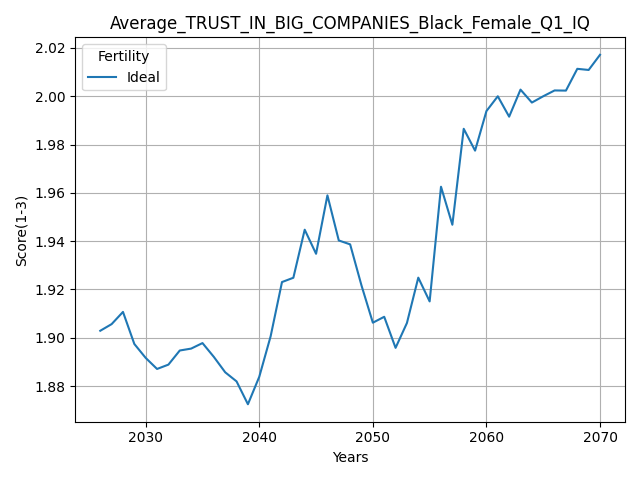 Average_TRUST_IN_BIG_COMPANIES_Black_Female_Q1_IQ
Fertility
Ideal
Score(1-3)
2.02
2.00
1.98
1.96
1.94
1.92
1.90
1.88
2030 2040 2050 2060 2070
Years